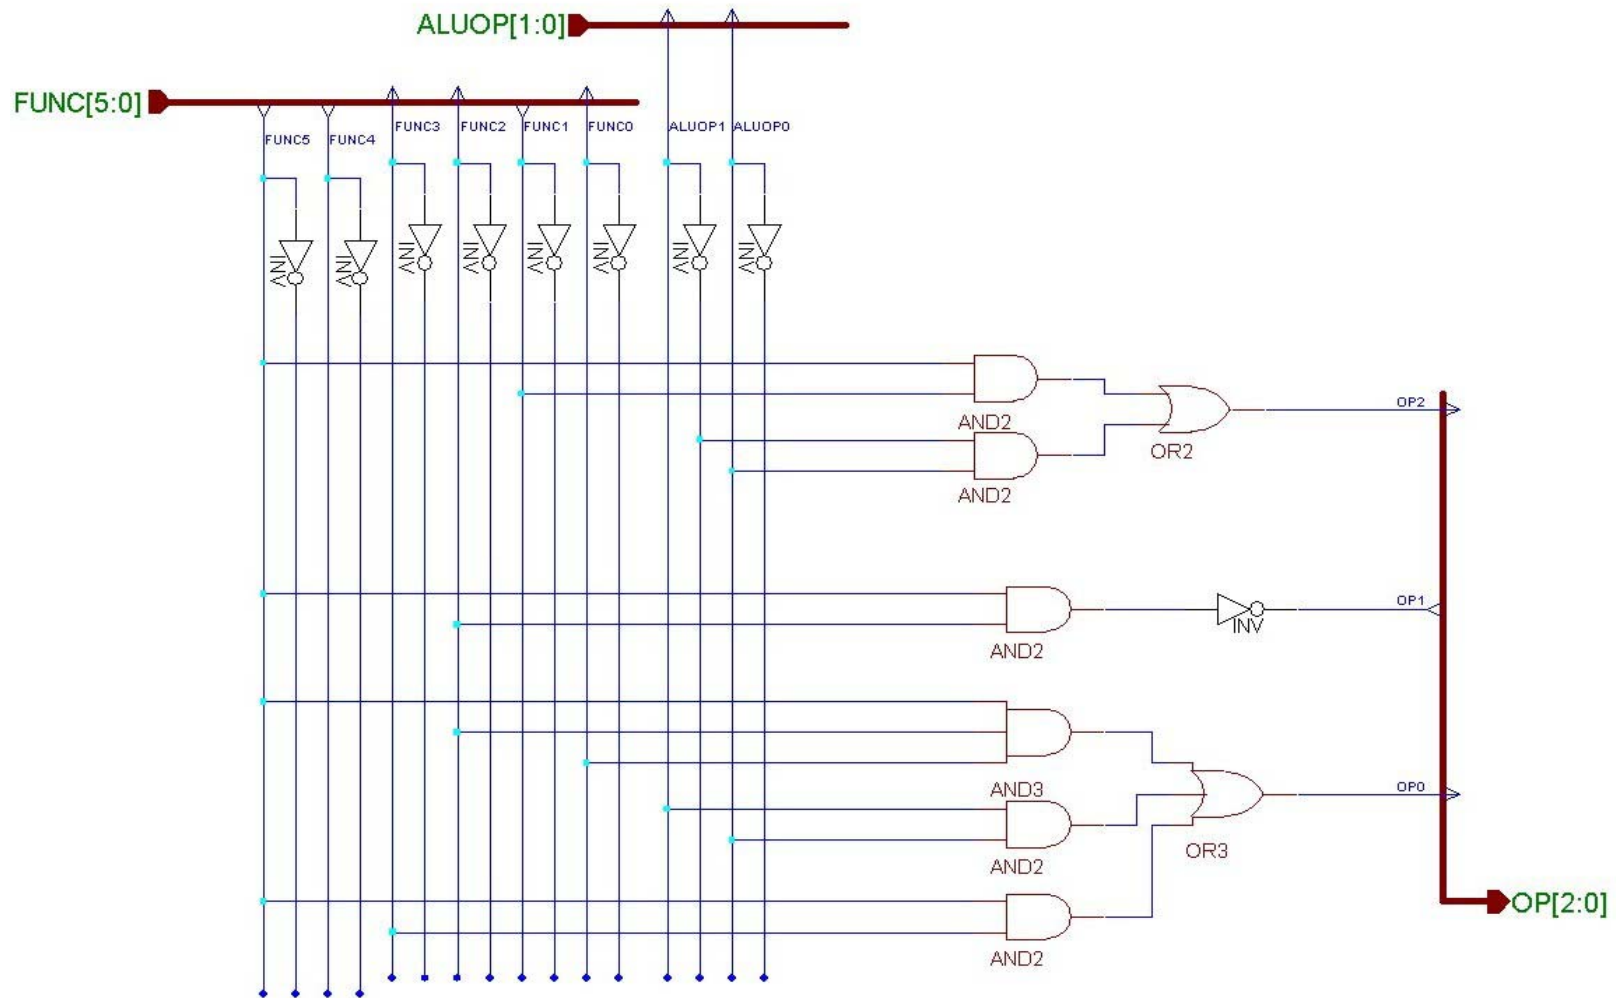 ALUOP[1:0]
FUNC[5:0]
FUNC5 FUNC4 FUNC3 FUNC2 FUNC1 FUNC0 ALUOP1 ALUOP0
INV INV INV INV INV INV INV INV
AND2
OP2
OR2
AND2
OP1
INV
AND2
AND3
OP0
OR3
AND2
OP[2:0]
AND2